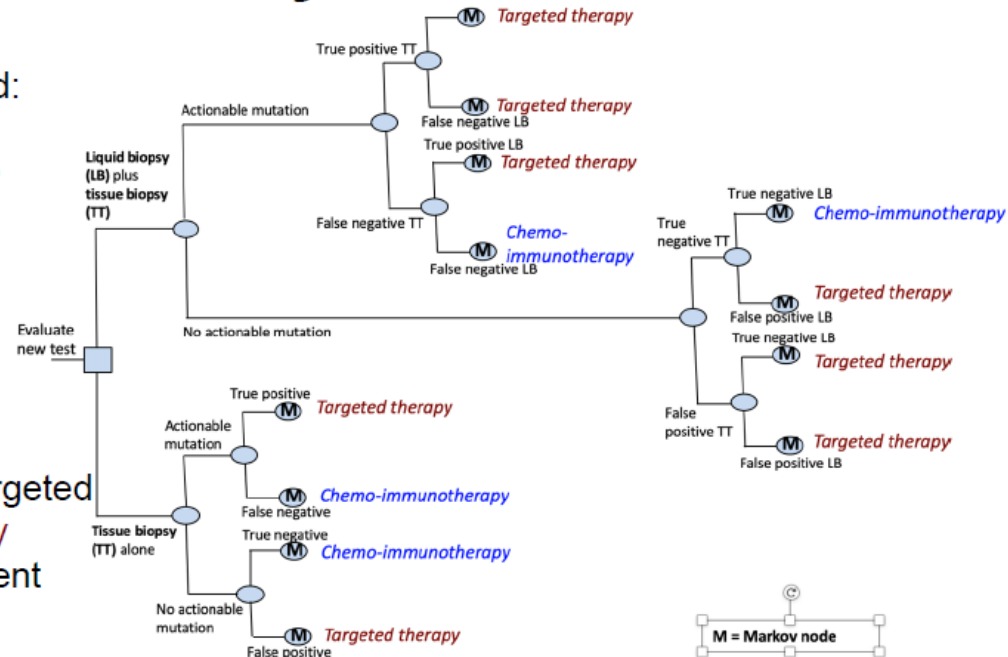 d:
rgeted
y
ent
Evaluate
new test
Liquid biopsy
(LB) plus
tissue biopsy
(TT)
Actionable mutation
True positive TT
M Targeted therapy
M Targeted therapy
False negative LB
True positive LB
M Targeted therapy
False negative TT
M Chemo-
immunotherapy
False negative LB
No actionable mutation
True
negative TT
True negative LB
M Chemo-immunotherapy
M Targeted therapy
False positive LB
True negative LB
M Targeted therapy
False
positive TT
M Targeted therapy
False positive LB
Tissue biopsy
(TT) alone
Actionable
mutation
True positive
M Targeted therapy
M Chemo-immunotherapy
False negative
True negative
M Chemo-immunotherapy
No actionable
mutation
M Targeted therapy
False positive
M = Markov node